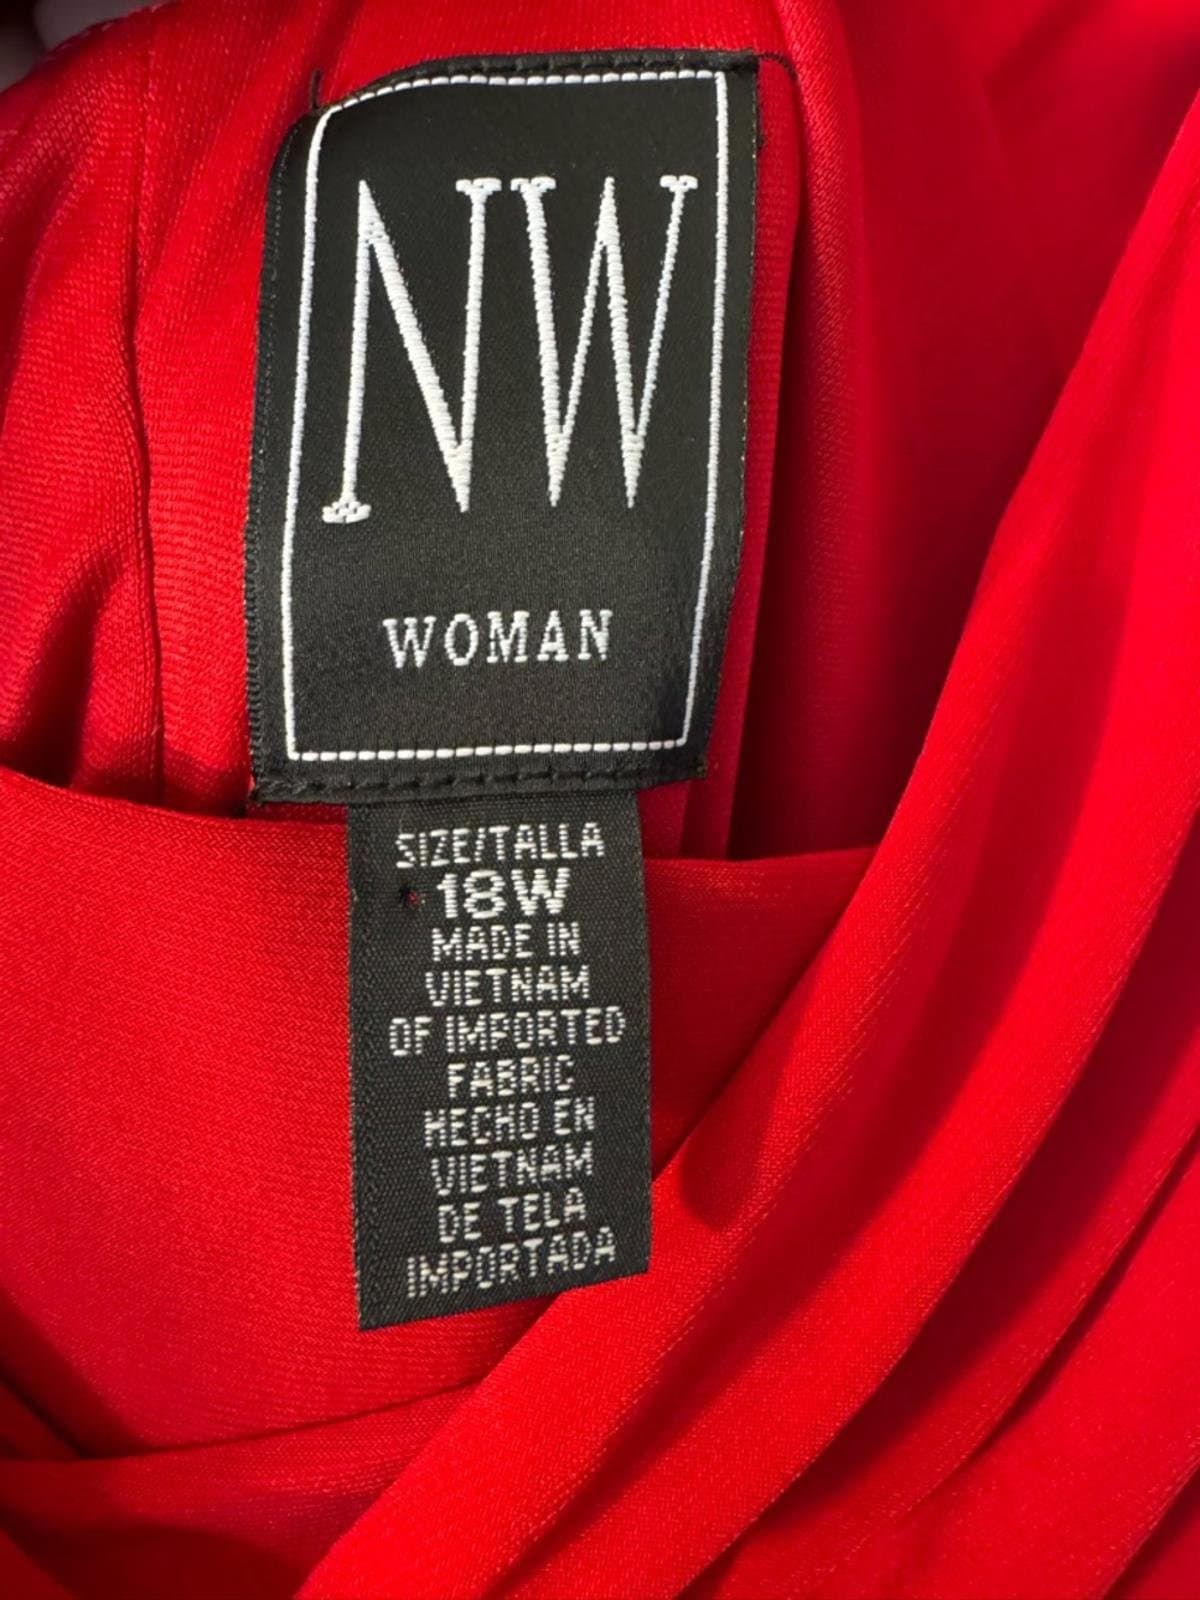 NW
WOMAN
SIZE/TALLA
18W
MADE IN
VIETNAM
OF IMPORTED
FABRIC
HECHO EN
VIETNAM
DE TELA
IMPORTADA